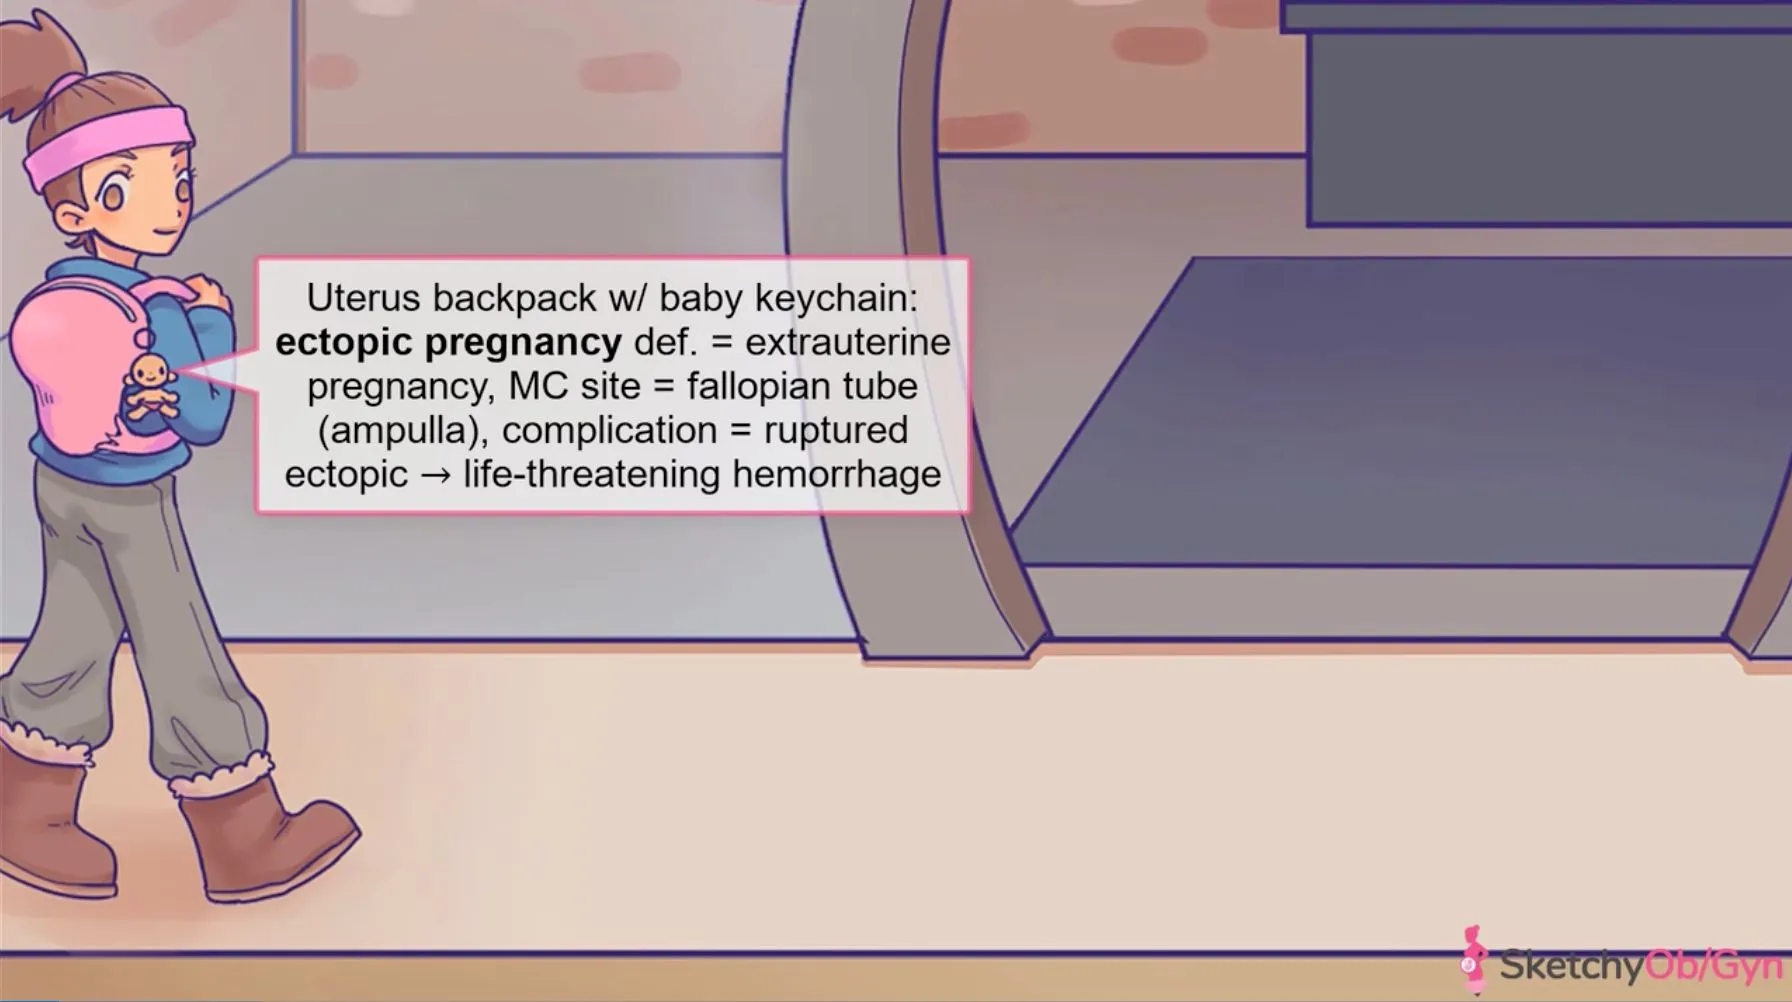 Uterus backpack w/ baby keychain:
ectopic pregnancy def. = extrauterine
pregnancy, MC site = fallopian tube
(ampulla), complication = ruptured
ectopic → life-threatening hemorrhage
SketchyOb/Gyn